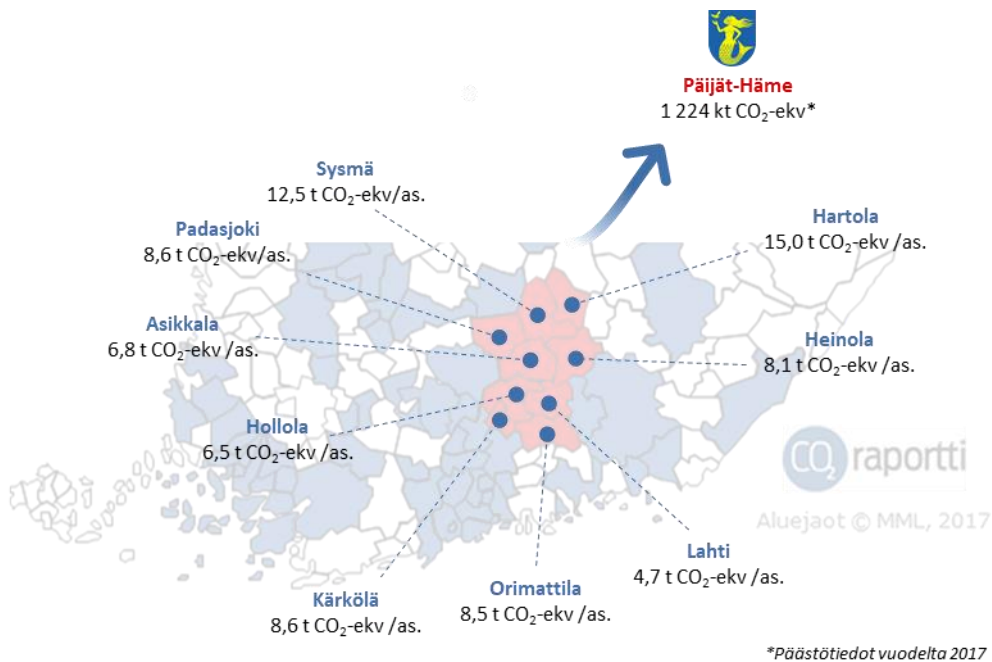 Päijät-Häme
1 224 kt CO₂-ekv*
Sysmä
12,5 t CO₂-ekv/as.
Padasjoki
8,6 t CO₂-ekv/as.
Hartola
15,0 t CO₂-ekv /as.
Asikkala
6,8 t CO₂-ekv /as.
Heinola
8,1 t CO₂-ekv /as.
Hollola
6,5 t CO₂-ekv /as.
CO₂ raportti
Aluejaot © MML, 2017
Lahti
4,7 t CO₂-ekv /as.
Orimattila
8,5 t CO₂-ekv /as.
Kärkölä
8,6 t CO₂-ekv /as.
*Päästötiedot vuodelta 2017